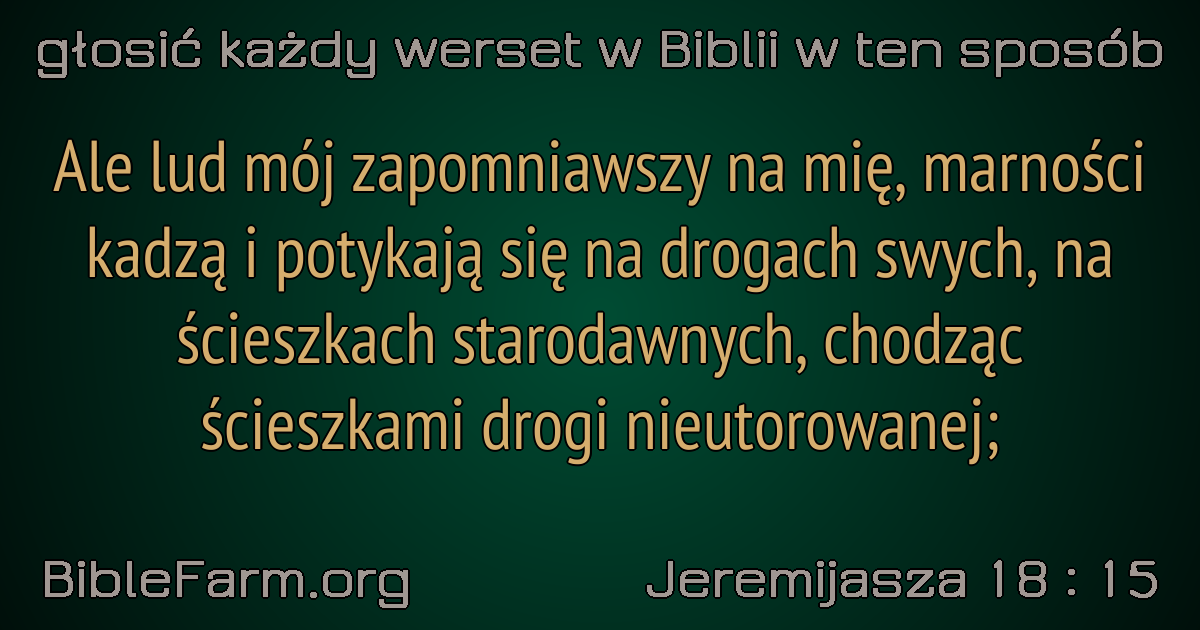 głosić każdy werset w Biblii w ten sposób
Ale lud mój zapomniawszy na mię, marności
kadzą i potykają się na drogach swych, na
ścieszkach starodawnych, chodząc
ścieszkami drogi nieutorowanej;
BibleFarm.org
Jeremijasza 18 : 15